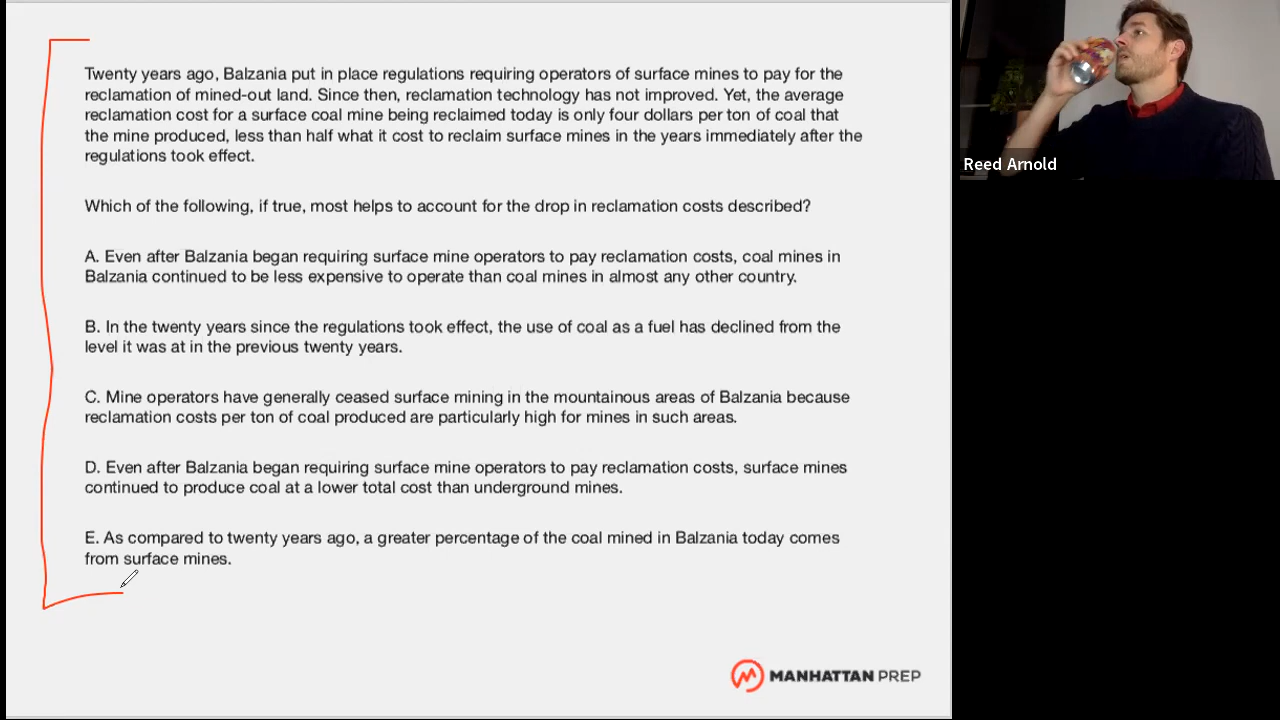 Twenty years ago, Balzania put in place regulations requiring operators of surface mines to pay for the
reclamation of mined-out land. Since then, reclamation technology has not improved. Yet, the average
reclamation cost for a surface coal mine being reclaimed today is only four dollars per ton of coal that
the mine produced, less than half what it cost to reclaim surface mines in the years immediately after the
regulations took effect.
Which of the following, if true, most helps to account for the drop in reclamation costs described?
A. Even after Balzania began requiring surface mine operators to pay reclamation costs, coal mines in
Balzania continued to be less expensive to operate than coal mines in almost any other country.
B. In the twenty years since the regulations took effect, the use of coal as a fuel has declined from the
level it was at in the previous twenty years.
C. Mine operators have generally ceased surface mining in the mountainous areas of Balzania because
reclamation costs per ton of coal produced are particularly high for mines in such areas.
D. Even after Balzania began requiring surface mine operators to pay reclamation costs, surface mines
continued to produce coal at a lower total cost than underground mines.
E. As compared to twenty years ago, a greater percentage of the coal mined in Balzania today comes
from surface mines.
MANHATTAN PREP
Reed Arnold